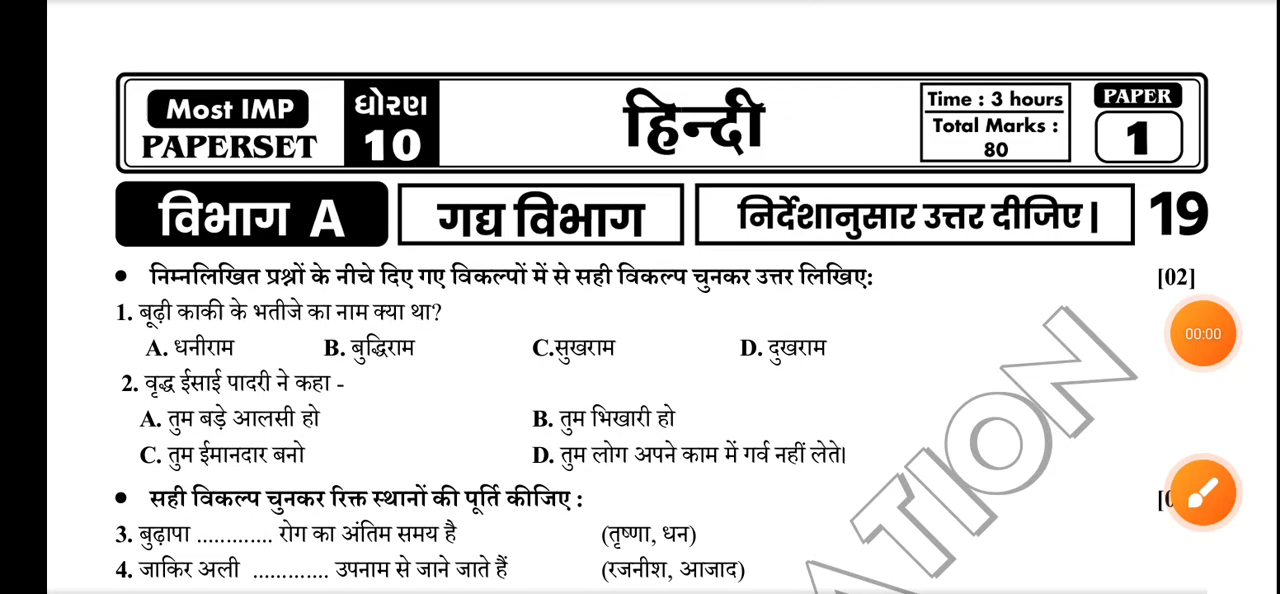 Most IMP
PAPERSET
ધોરણ
10
हिन्दी
Time : 3 hours
Total Marks :
80
PAPER
1
विभाग A
गद्य विभाग
निर्देशानुसार उत्तर दीजिए।
19
• निम्नलिखित प्रश्नों के नीचे दिए गए विकल्पों में से सही विकल्प चुनकर उत्तर लिखिए: [02]
1. बूढ़ी काकी के भतीजे का नाम क्या था?
A. धनीराम B. बुद्धिराम C.सुखराम D. दुखराम
00:00
2. वृद्ध ईसाई पादरी ने कहा -
A. तुम बड़े आलसी हो B. तुम भिखारी हो
C. तुम ईमानदार बनो D. तुम लोग अपने काम में गर्व नहीं लेते।
• सही विकल्प चुनकर रिक्त स्थानों की पूर्ति कीजिए :
3. बुढ़ापा ............. रोग का अंतिम समय है (तृष्णा, धन)
4. जाकिर अली ............. उपनाम से जाने जाते हैं (रजनीश, आजाद)
ATION